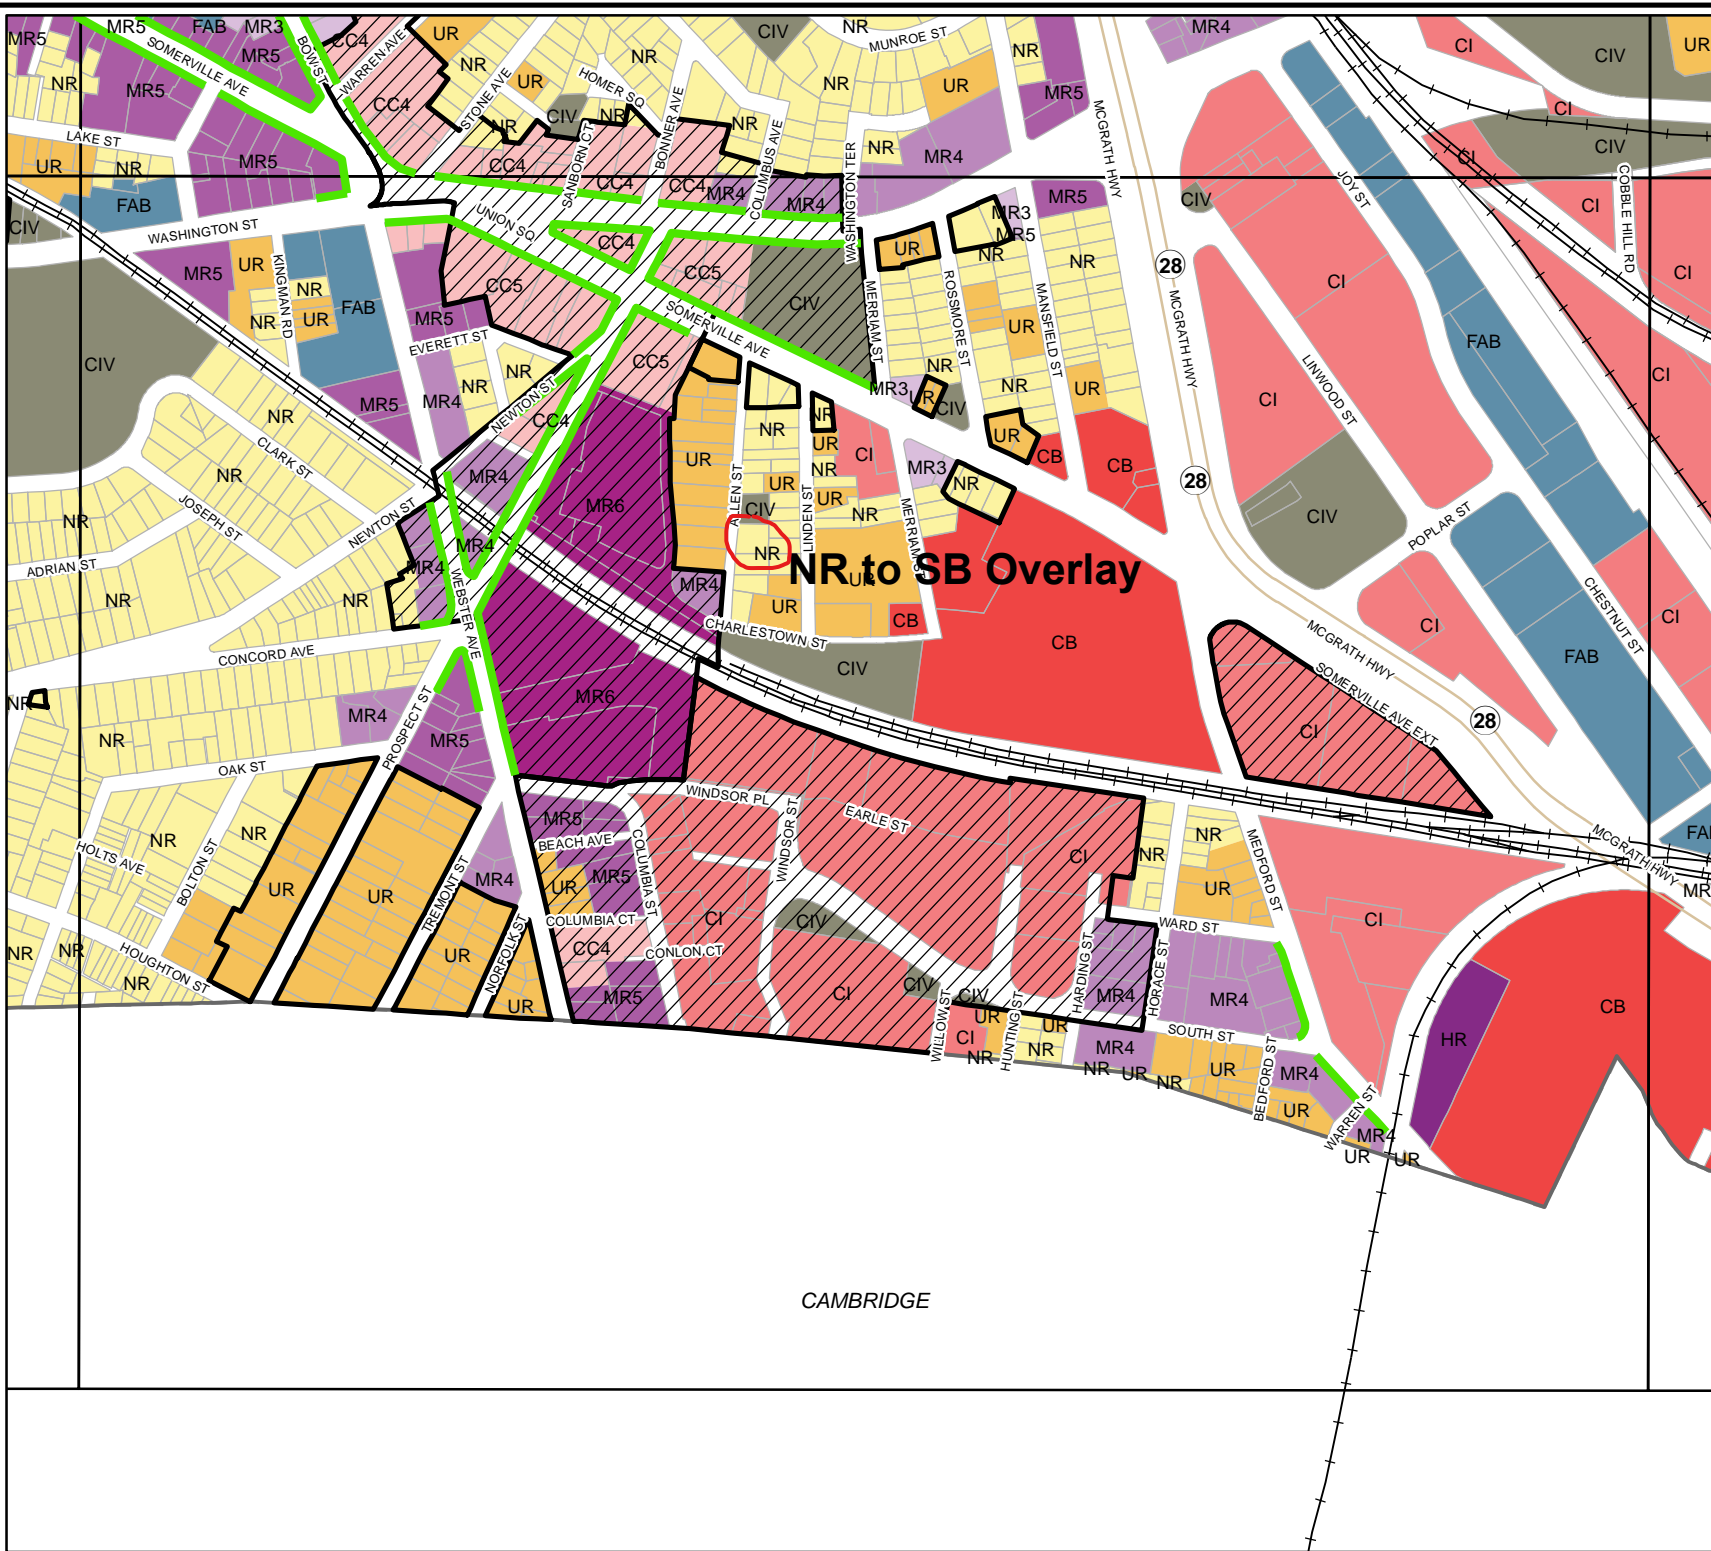 MR5
MR5
FAB
MR3
CC4
UR
CIV
NR
MR4
CI
CIV
UR
SOMERVILLE AVE
BOW ST
WARREN AVE
MUNROE ST
NR
MR5
MR5
NR
NR
NR
NR
UR
HOMER SQ
STONE AVE
CC4
UR
MR5
MCGRATH HWY
LAKE ST
NR
CIV
NR
BONNER AVE
NR
COLUMBUS AVE
WASHINGTON TER
NR
MR4
CI
CIV
UR
NR
MR5
CC4
SANBORN CT
CC4
CC4
MR4
MR4
MR5
CIV
JOY ST
CI
COBBLE HILL RD
FAB
CIV
WASHINGTON ST
UNION SQ
CC4
MR3
MR5
NR
UR
NR
CI
CI
MR5
UR
KINGMAN RD
NR
NR
UR
FAB
CC5
CC5
CIV
MERRIAM ST
ROSSMORE ST
MANSFIELD ST
28
MCGRATH HWY
CI
MR5
EVERETT ST
SOMERVILLE AVE
UR
FAB
CIV
NR
NR
CC5
NR
NR
UR
LINWOOD ST
CI
CI
MR5
MR4
NEWTON ST
CC4
MR3
UR
CIV
NR
CLARK ST
NR
UR
UR
CB
CB
NR
MR4
MR6
UR
ALLEN ST
NR
CI
MR3
NR
28
JOSEPH ST
NR
NEWTON ST
UR
NR
UR
CIV
LINDEN ST
NR
MERRIAM ST
CIV
POPLAR ST
ADRIAN ST
NR
NR
MR4
MR4
WEBSTER AVE
MR4
NR
NR to SB Overlay
UR
UR
CHARLESTOWN ST
CB
CB
CIV
CI
CHESTNUT ST
CI
FAB
MCGRATH HWY
CONCORD AVE
MR6
CI
SOMERVILLE AVE EXT
28
NR
NR
MR4
PROSPECT ST
MR5
OAK ST
WINDSOR PL
WINDSOR ST
EARLE ST
MR5
BEACH AVE
COLUMBIA ST
CI
NR
NR
MEDFORD ST
MCGRATH HWY
FA
MR
HOLTS AVE
NR
NR
BOLTON ST
UR
UR
TREMONT ST
MR4
UR
MR5
UR
CI
CI
CIV
COLUMBIA CT
WARD ST
NR
NR
HOUGHTON ST
NR
UR
NORFOLK ST
UR
CC4
CONLON CT
MR5
CI
CIV
CIV
WILLOW ST
HUNTING ST
HARDING ST
MR4
HORACE ST
MR4
CB
HR
UR
CI
NR
UR
NR
MR4
SOUTH ST
NR
UR
NR
UR
BEDFORD ST
MR4
UR
WARREN ST
MR4
UR
UR
CAMBRIDGE